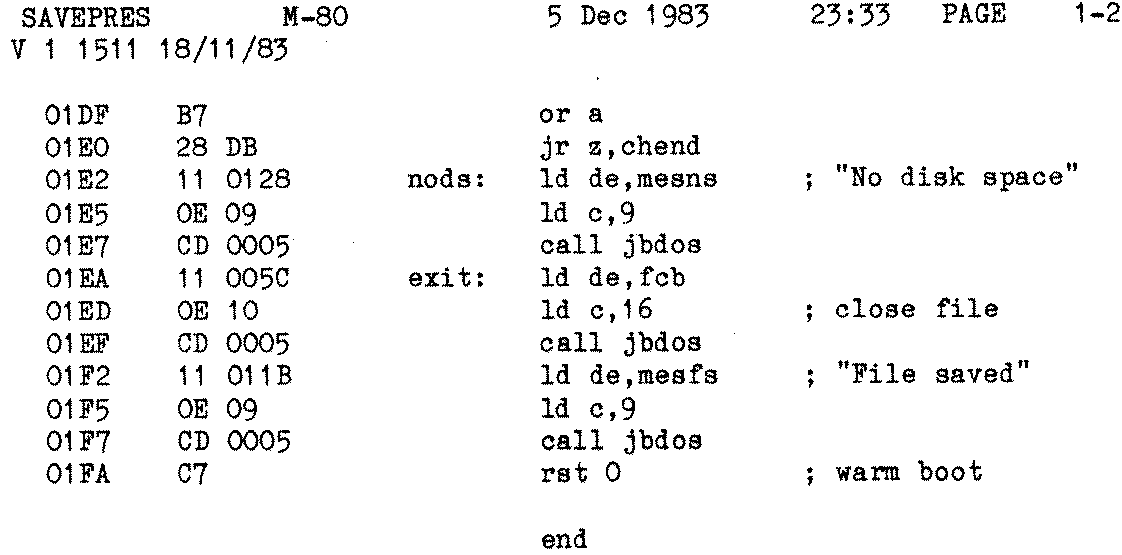 SAVEPRES M-80 5 Dec 1983 23:33 PAGE 1-2
V 1 1511 18/11/83
01DF B7 or a
01E0 28 DB jr z,chend
01E2 11 0128 nods: ld de,mesns ; "No disk space"
01E5 0E 09 ld c,9
01E7 CD 0005 call jbdos
01EA 11 005C exit: ld de,fcb
01ED 0E 10 ld c,16 ; close file
01EF CD 0005 call jbdos
01F2 11 011B ld de,mesfs ; "File saved"
01F5 0E 09 ld c,9
01F7 CD 0005 call jbdos
01FA C7 rst 0 ; warm boot
end